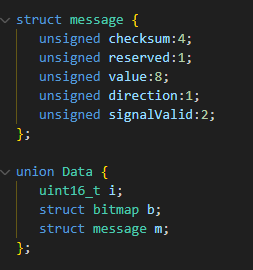 struct message {
unsigned checksum:4;
unsigned reserved:1;
unsigned value:8;
unsigned direction:1;
unsigned signalValid:2;
};
union Data {
uint16_t i;
struct bitmap b;
struct message m;
};